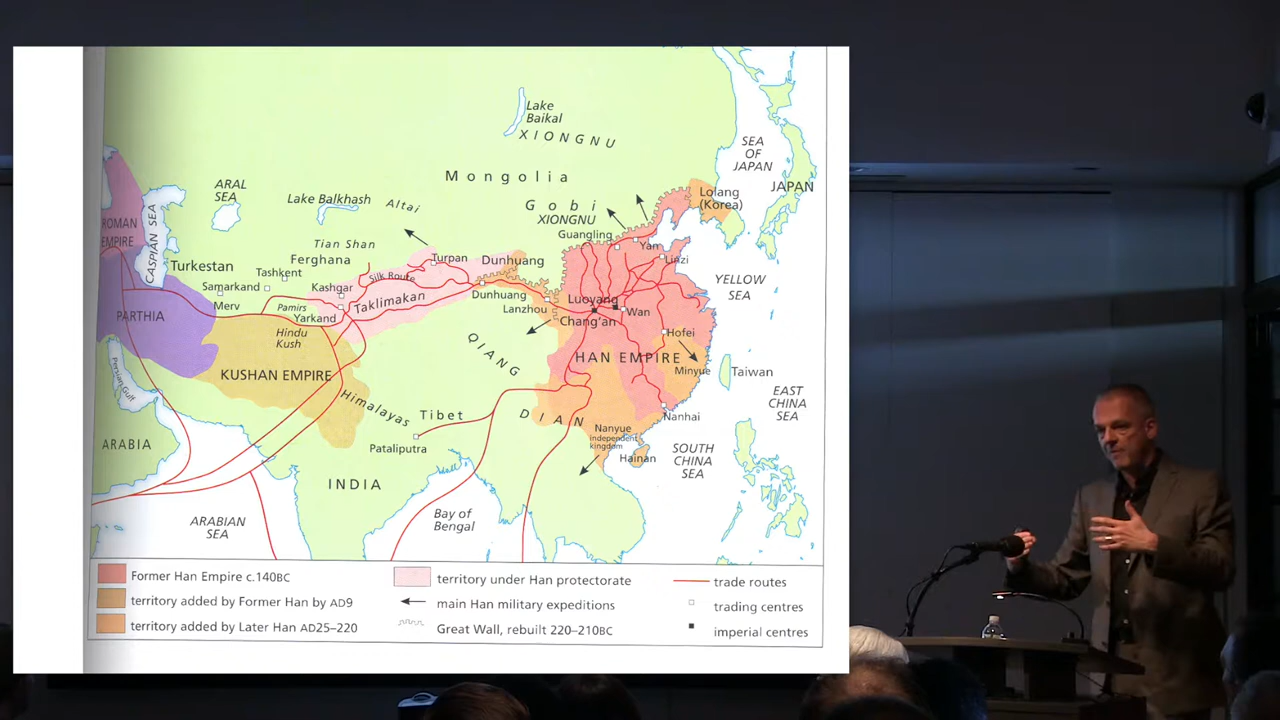 Lake
Baikal
XIONGNU
SEA
OF
JAPAN
Mongolia
JAPAN
ARAL
SEA
Lake Balkhash
Altai
Lolang
(Korea)
Gobi
XIONGNU
ROMAN
EMPIRE
CASPIAN SEA
Guangling
Yan
Tian Shan
Ferghana
Turpan
Dunhuang
Linzi
Turkestan
Tashkent
Silk Route
YELLOW
SEA
Samarkand
Kashgar
Taklimakan
Dunhuang
Luoyang
Merv
Pamirs
Lanzhou
Wan
PARTHIA
Yarkand
Chang'an
Hindu
Kush
Hofei
QIANG
HAN EMPIRE
Persian Gulf
KUSHAN EMPIRE
Minyue
Taiwan
Himalayas
Tibet
EAST
CHINA
SEA
DIAN
Nanhai
ARABIA
Pataliputra
Nanyue
independent
kingdom
Hainan
SOUTH
CHINA
SEA
INDIA
ARABIAN
SEA
Bay of
Bengal
Former Han Empire c.140BC
territory added by Former Han by AD9
territory added by Later Han AD25–220
territory under Han protectorate
main Han military expeditions
Great Wall, rebuilt 220–210BC
trade routes
trading centres
imperial centres